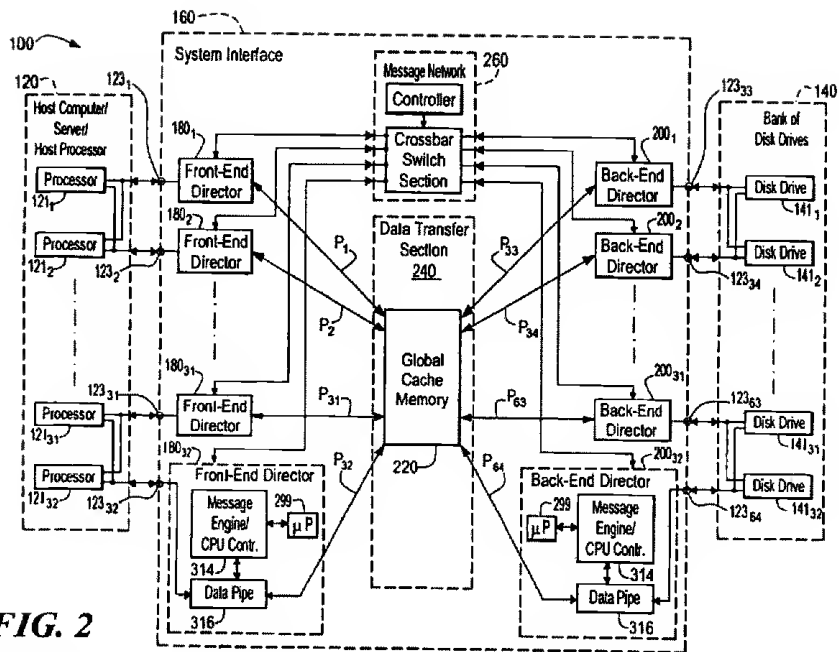 100
160
System Interface
Message Network
260
Controller
Crossbar
Switch
Section
120
Host Computer/
Server/
Host Processor
123₁
180₁
Front-End
Director
200₁
Back-End
Director
123₃₃
140
Bank of
Disk Drives
Processor
121₁
Disk Drive
141₁
180₂
Front-End
Director
200₂
Back-End
Director
Processor
121₂
123₂
Disk Drive
141₂
123₃₄
P₁
P₂
Data Transfer
Section
240
P₃₃
P₃₄
Global
Cache
Memory
220
123₃₁
180₃₁
Front-End
Director
P₃₁
P₆₃
200₃₁
Back-End
Director
123₆₃
Processor
121₃₁
Disk Drive
141₃₁
Processor
121₃₂
123₃₂
Disk Drive
141₃₂
123₆₄
180₃₂
Front-End Director
P₃₂
Message
Engine/
CPU Contr.
314
299
µP
Data Pipe
316
P₆₄
200₃₂
Back-End Director
299
µP
Message
Engine/
CPU Contr.
314
Data Pipe
316
FIG. 2